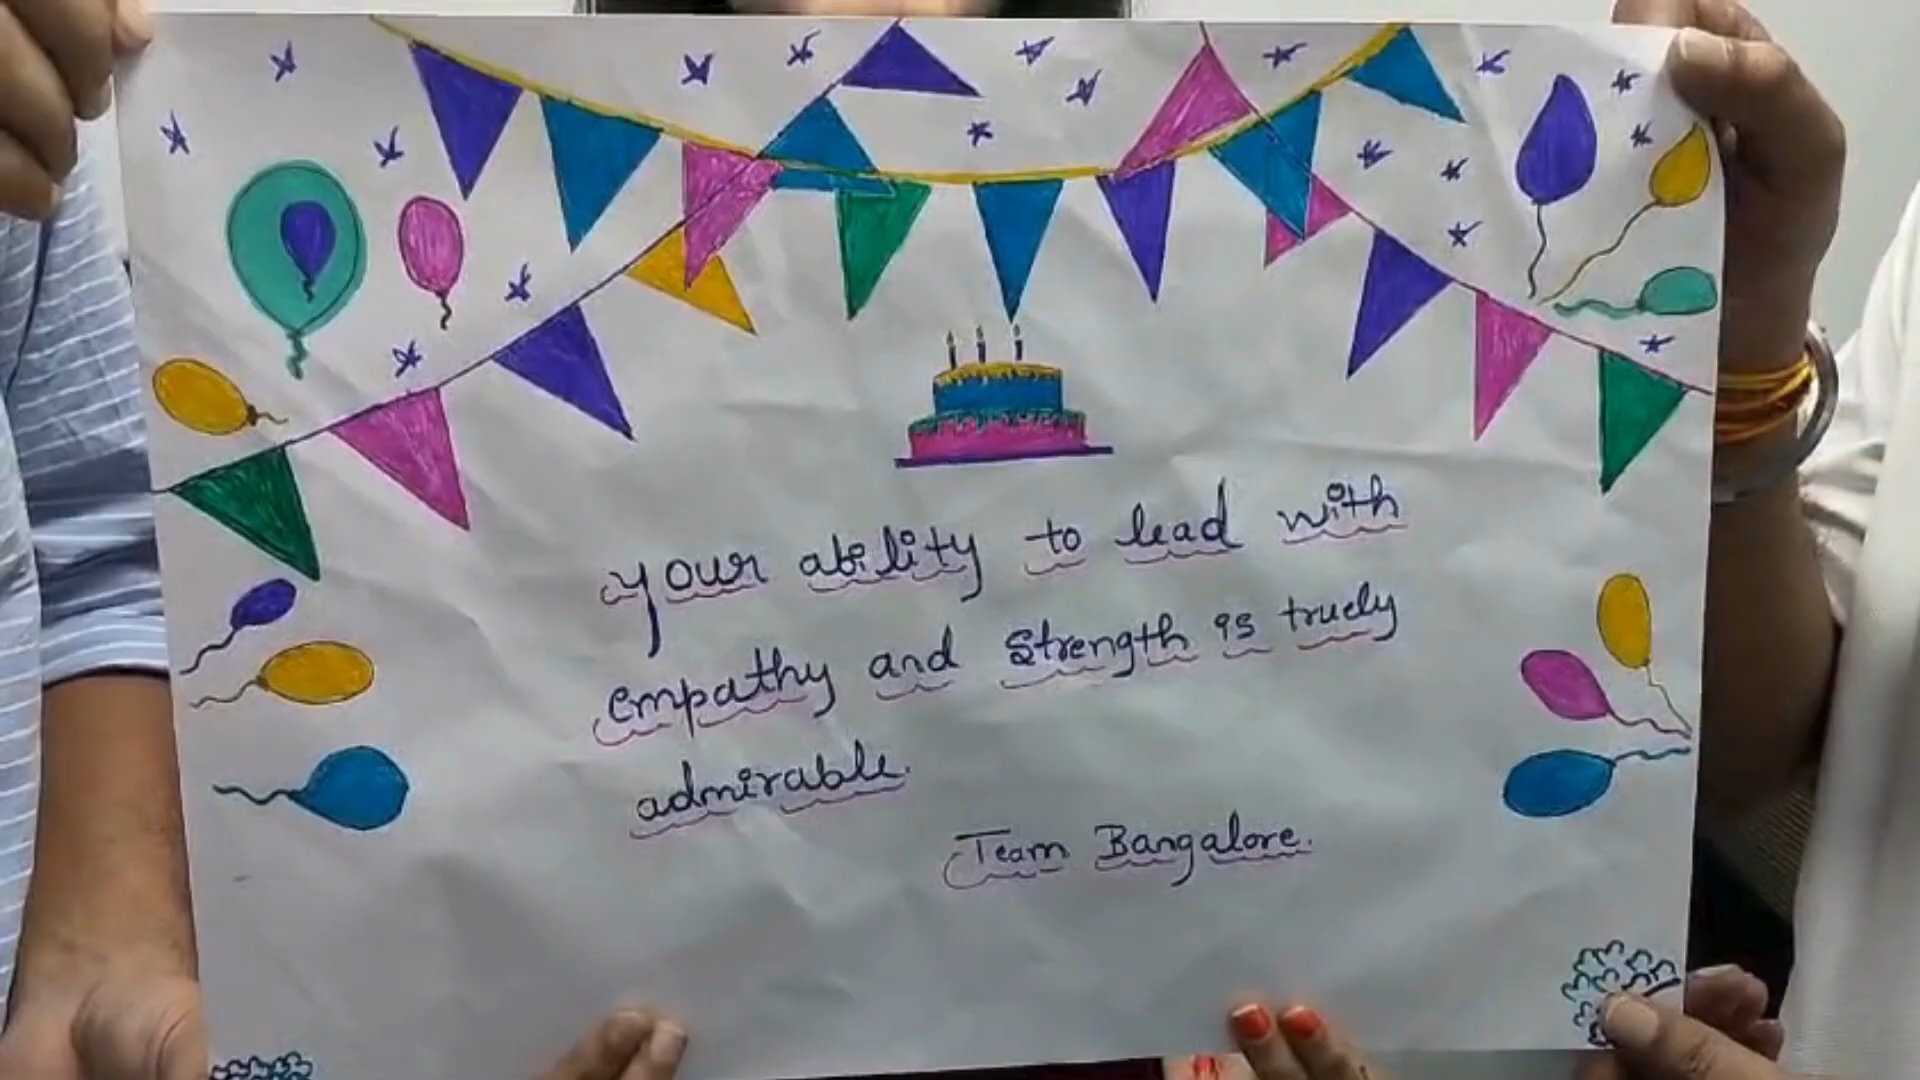 your ability to lead with
empathy and strength is truely
admirable.
Team Bangalore.